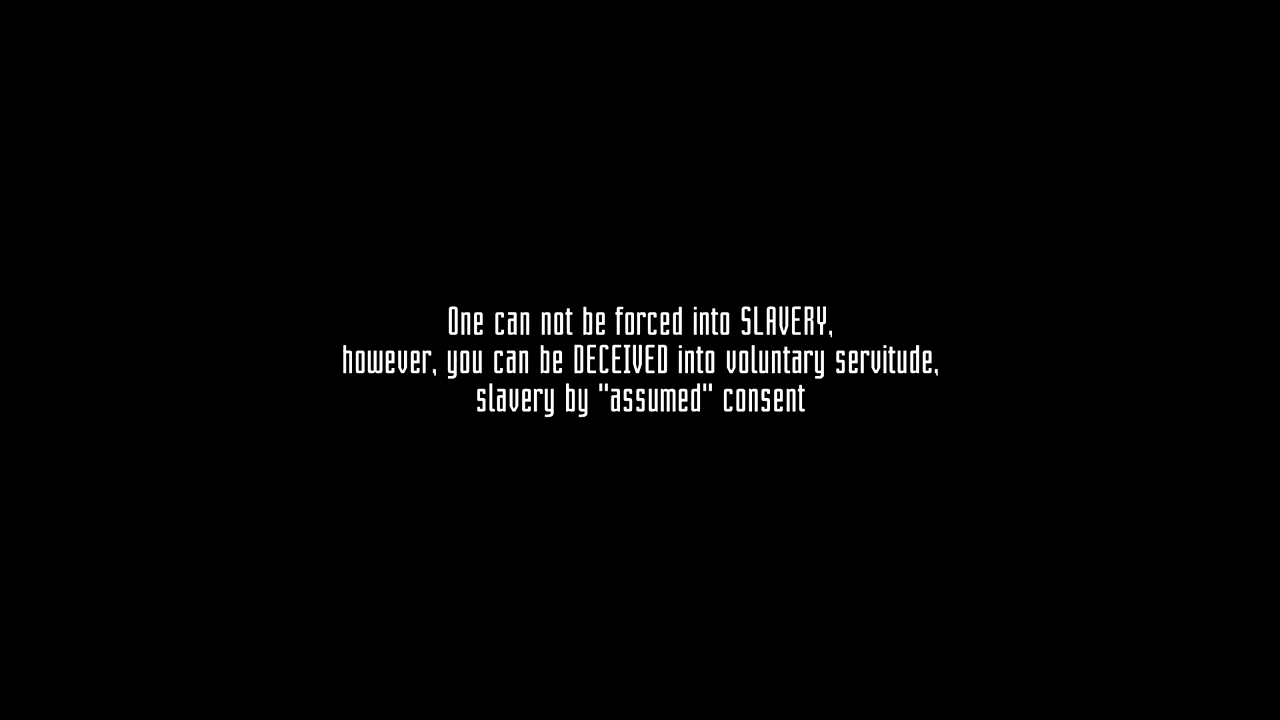 One can not be forced into SLAVERY,
however, you can be DECEIVED into voluntary servitude,
slavery by "assumed" consent